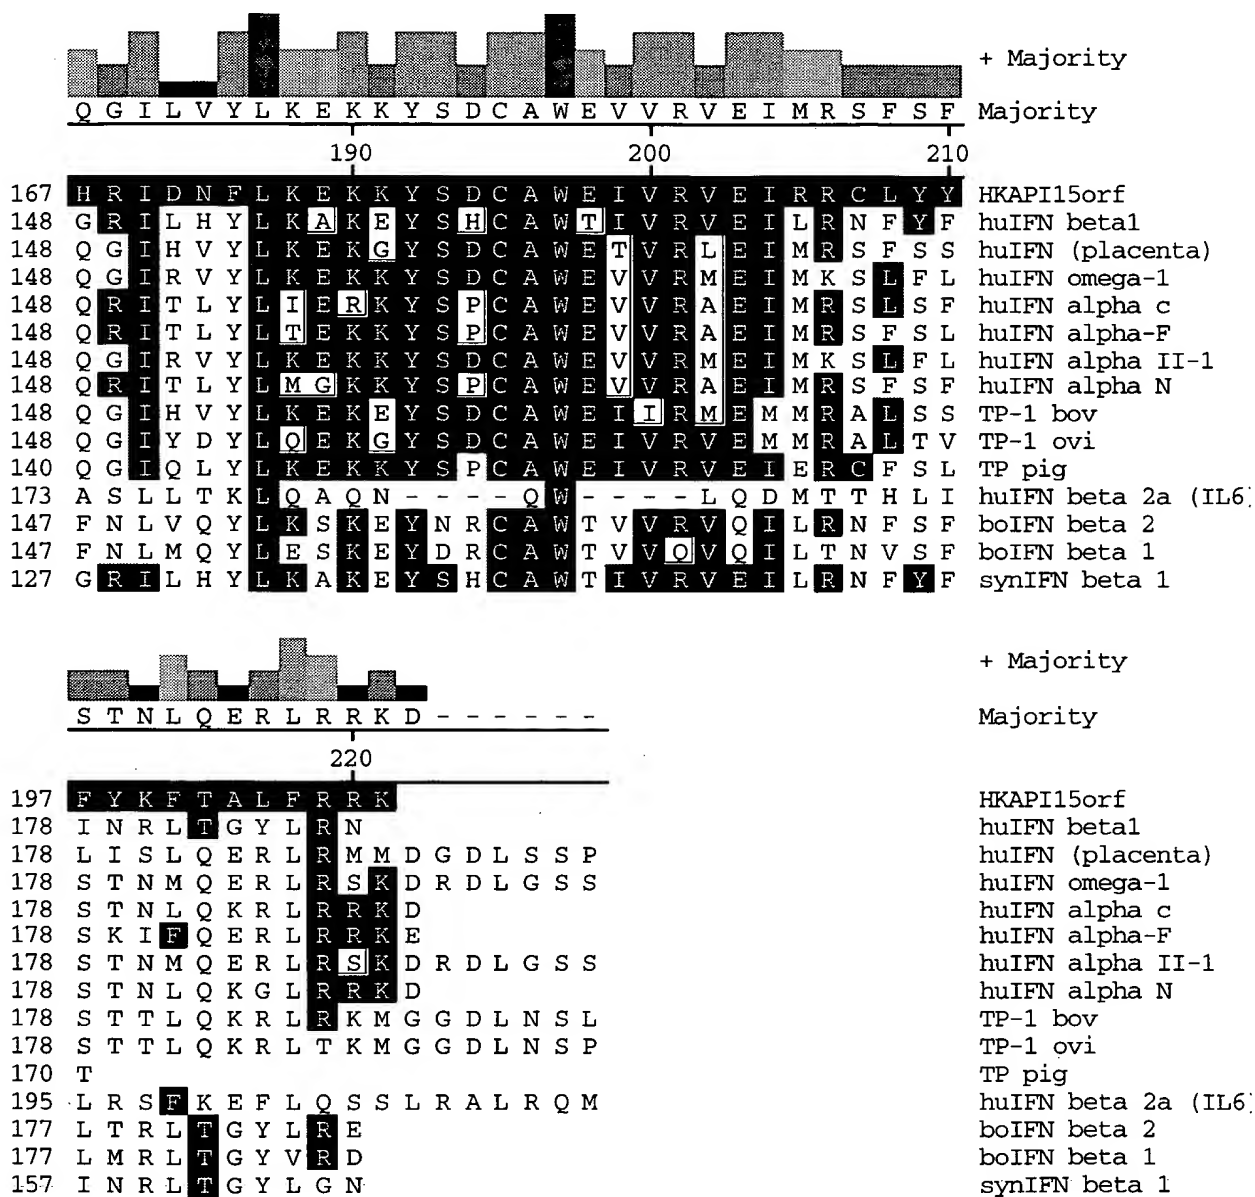 + Majority
Q G I L V Y L K E K K Y S D C A W E V V R V E I M R S F S F Majority
190 200 210
167 H R I D N F L K E K K Y S D C A W E I V R V E I R R C L Y Y HKAPI15orf
148 G R I L H Y L K A K E Y S H C A W T I V R V E I L R N F Y F huIFN beta1
148 Q G I H V Y L K E K G Y S D C A W E T V R L E I M R S F S S huIFN (placenta)
148 Q G I R V Y L K E K K Y S D C A W E V V R M E I M K S L F L huIFN omega-1
148 Q R I T L Y L I E R K Y S P C A W E V V R A E I M R S L S F huIFN alpha c
148 Q R I T L Y L T E K K Y S P C A W E V V R A E I M R S F S L huIFN alpha-F
148 Q G I R V Y L K E K K Y S D C A W E V V R M E I M K S L F L huIFN alpha II-1
148 Q R I T L Y L M G K K Y S P C A W E V V R A E I M R S F S F huIFN alpha N
148 Q G I H V Y L K E K E Y S D C A W E I I R M E M M R A L S S TP-1 bov
148 Q G I Y D Y L Q E K G Y S D C A W E I V R V E M M R A L T V TP-1 ovi
140 Q G I Q L Y L K E K K Y S P C A W E I V R V E I E R C F S L TP pig
173 A S L L T K L Q A Q N - - - - Q W - - - - L Q D M T T H L I huIFN beta 2a (IL6)
147 F N L V Q Y L K S K E Y N R C A W T V V R V Q I L R N F S F boIFN beta 2
147 F N L M Q Y L E S K E Y D R C A W T V V Q V Q I L T N V S F boIFN beta 1
127 G R I L H Y L K A K E Y S H C A W T I V R V E I L R N F Y F synIFN beta 1
+ Majority
S T N L Q E R L R R K D - - - - - - Majority
220
197 F Y K F T A L F R R K HKAPI15orf
178 I N R L T G Y L R N huIFN beta1
178 L I S L Q E R L R M M D G D L S S P huIFN (placenta)
178 S T N M Q E R L R S K D R D L G S S huIFN omega-1
178 S T N L Q K R L R R K D huIFN alpha c
178 S K I F Q E R L R R K E huIFN alpha-F
178 S T N M Q E R L R S K D R D L G S S huIFN alpha II-1
178 S T N L Q K G L R R K D huIFN alpha N
178 S T T L Q K R L R K M G G D L N S L TP-1 bov
178 S T T L Q K R L T K M G G D L N S P TP-1 ovi
170 T TP pig
195 L R S F K E F L Q S S L R A L R Q M huIFN beta 2a (IL6)
177 L T R L T G Y L R E boIFN beta 2
177 L M R L T G Y V R D boIFN beta 1
157 I N R L T G Y L G N synIFN beta 1